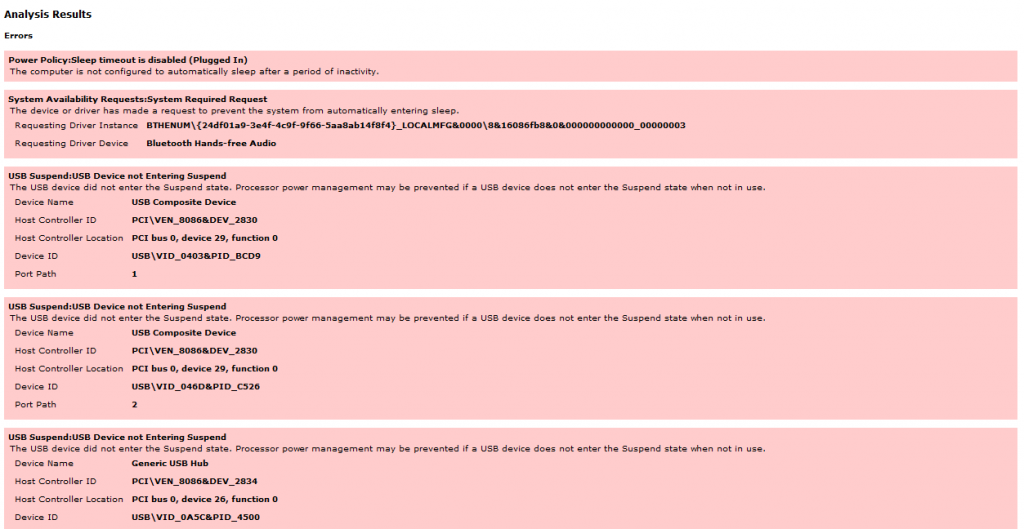 Analysis Results
Errors
Power Policy:Sleep timeout is disabled (Plugged In)
The computer is not configured to automatically sleep after a period of inactivity.
System Availability Requests:System Required Request
The device or driver has made a request to prevent the system from automatically entering sleep.
Requesting Driver Instance BTHENUM\{24df01a9-3e4f-4c9f-9f66-5aa8ab14f8f4}_LOCALMFG&0000\8&16086fb8&0&000000000000_00000003
Requesting Driver Device Bluetooth Hands-free Audio
USB Suspend:USB Device not Entering Suspend
The USB device did not enter the Suspend state. Processor power management may be prevented if a USB device does not enter the Suspend state when not in use.
Device Name USB Composite Device
Host Controller ID PCI\VEN_8086&DEV_2830
Host Controller Location PCI bus 0, device 29, function 0
Device ID USB\VID_0403&PID_BCD9
Port Path 1
USB Suspend:USB Device not Entering Suspend
The USB device did not enter the Suspend state. Processor power management may be prevented if a USB device does not enter the Suspend state when not in use.
Device Name USB Composite Device
Host Controller ID PCI\VEN_8086&DEV_2830
Host Controller Location PCI bus 0, device 29, function 0
Device ID USB\VID_046D&PID_C526
Port Path 2
USB Suspend:USB Device not Entering Suspend
The USB device did not enter the Suspend state. Processor power management may be prevented if a USB device does not enter the Suspend state when not in use.
Device Name Generic USB Hub
Host Controller ID PCI\VEN_8086&DEV_2834
Host Controller Location PCI bus 0, device 26, function 0
Device ID USB\VID_0A5C&PID_4500